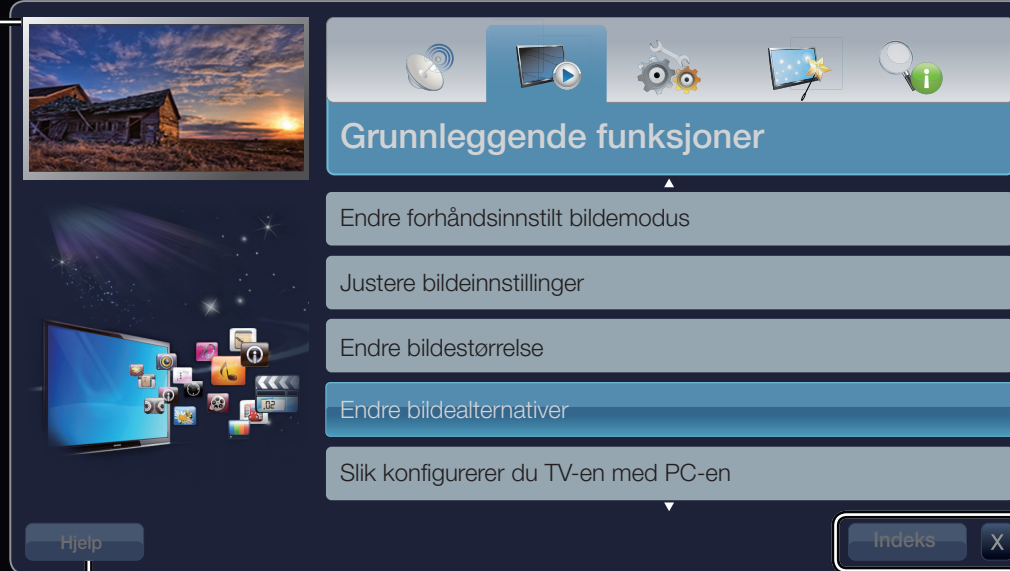 Grunnleggende funksjoner
Endre forhåndsinnstilt bildemodus
Justere bildeinnstillinger
Endre bildestørrelse
Endre bildealternativer
Slik konfigurerer du TV-en med PC-en
Hjelp
Indeks
X